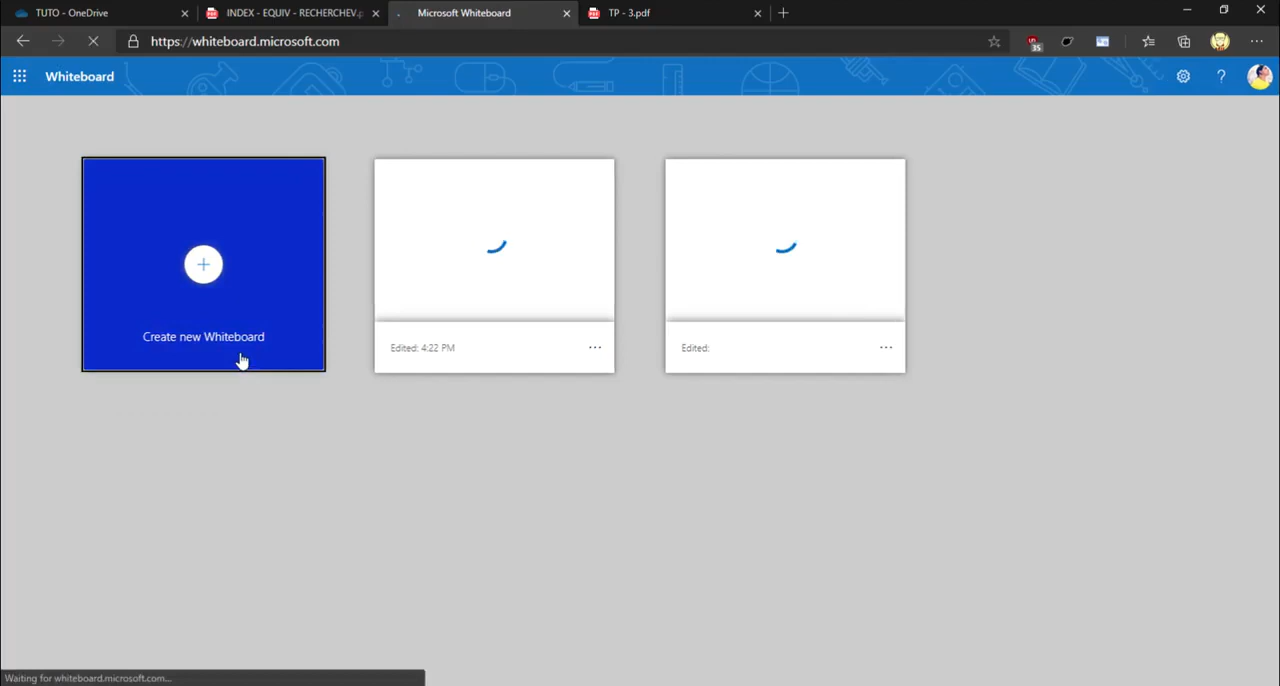 TUTO - OneDrive
INDEX - EQUIV - RECHERCHEV.p
Microsoft Whiteboard
TP - 3.pdf
https://whiteboard.microsoft.com
35
Whiteboard
Create new Whiteboard
Edited: 4:22 PM
Edited:
Waiting for whiteboard.microsoft.com...